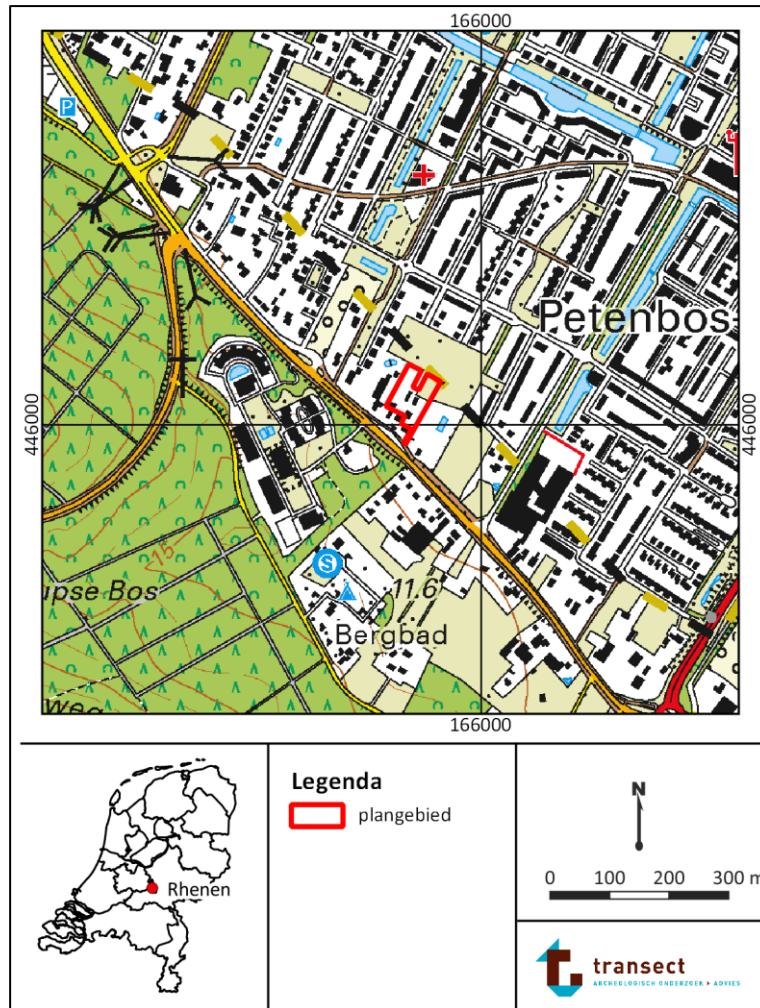 166000
P
Petenbos
446000
446000
S
15
11.6
Bergbad
upse Bos
weg
166000
Rhenen
Legenda
plangebied
N
0 100 200 300 m
transect
ARCHEOLOGISCH ONDERZOEK ▸ ADVIES